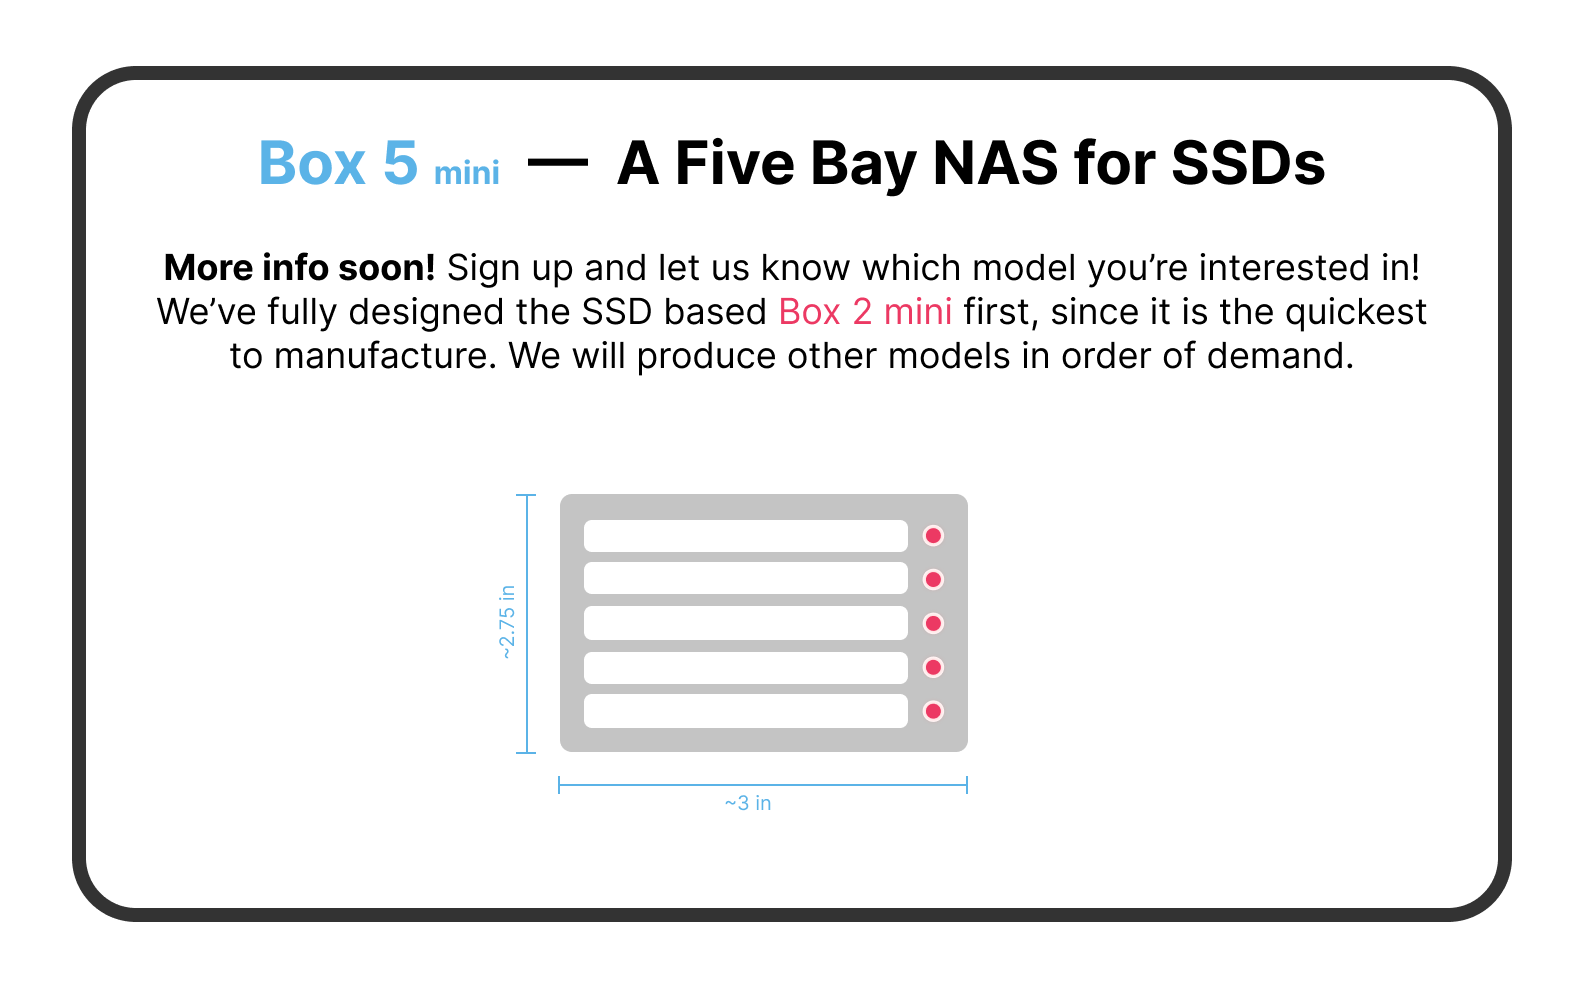 Box 5 mini — A Five Bay NAS for SSDs
More info soon! Sign up and let us know which model you’re interested in!
We’ve fully designed the SSD based Box 2 mini first, since it is the quickest
to manufacture. We will produce other models in order of demand.
~2.75 in
~3 in